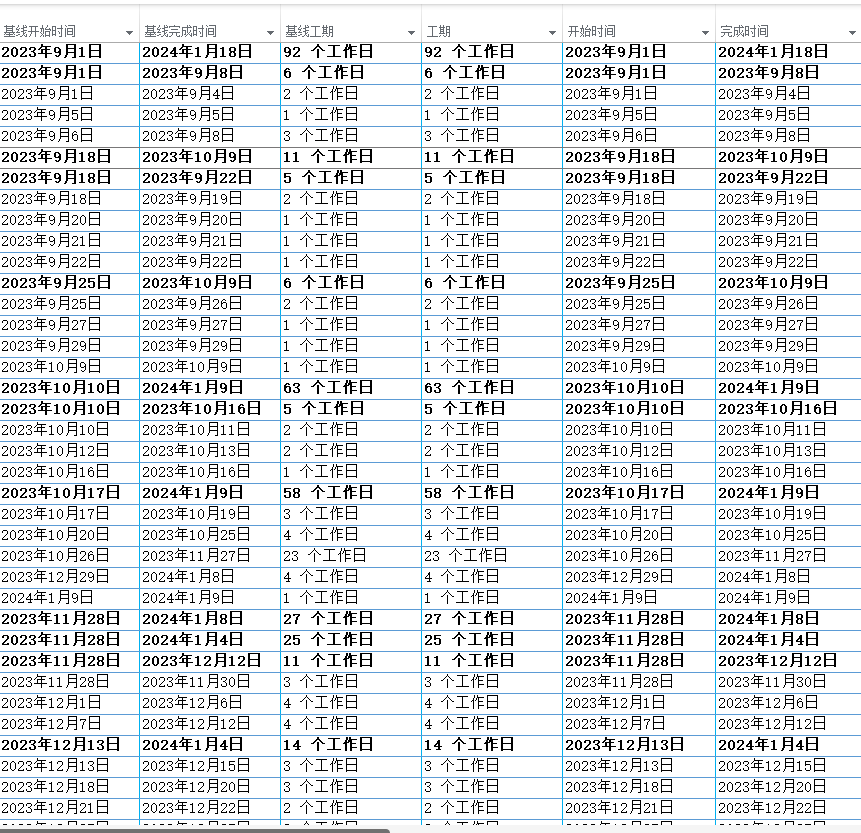 基线开始时间 基线完成时间 基线工期 工期 开始时间 完成时间
2023年9月1日 2024年1月18日 92 个工作日 92 个工作日 2023年9月1日 2024年1月18日
2023年9月1日 2023年9月8日 6 个工作日 6 个工作日 2023年9月1日 2023年9月8日
2023年9月1日 2023年9月4日 2 个工作日 2 个工作日 2023年9月1日 2023年9月4日
2023年9月5日 2023年9月5日 1 个工作日 1 个工作日 2023年9月5日 2023年9月5日
2023年9月6日 2023年9月8日 3 个工作日 3 个工作日 2023年9月6日 2023年9月8日
2023年9月18日 2023年10月9日 11 个工作日 11 个工作日 2023年9月18日 2023年10月9日
2023年9月18日 2023年9月22日 5 个工作日 5 个工作日 2023年9月18日 2023年9月22日
2023年9月18日 2023年9月19日 2 个工作日 2 个工作日 2023年9月18日 2023年9月19日
2023年9月20日 2023年9月20日 1 个工作日 1 个工作日 2023年9月20日 2023年9月20日
2023年9月21日 2023年9月21日 1 个工作日 1 个工作日 2023年9月21日 2023年9月21日
2023年9月22日 2023年9月22日 1 个工作日 1 个工作日 2023年9月22日 2023年9月22日
2023年9月25日 2023年10月9日 6 个工作日 6 个工作日 2023年9月25日 2023年10月9日
2023年9月25日 2023年9月26日 2 个工作日 2 个工作日 2023年9月25日 2023年9月26日
2023年9月27日 2023年9月27日 1 个工作日 1 个工作日 2023年9月27日 2023年9月27日
2023年9月29日 2023年9月29日 1 个工作日 1 个工作日 2023年9月29日 2023年9月29日
2023年10月9日 2023年10月9日 1 个工作日 1 个工作日 2023年10月9日 2023年10月9日
2023年10月10日 2024年1月9日 63 个工作日 63 个工作日 2023年10月10日 2024年1月9日
2023年10月10日 2023年10月16日 5 个工作日 5 个工作日 2023年10月10日 2023年10月16日
2023年10月10日 2023年10月11日 2 个工作日 2 个工作日 2023年10月10日 2023年10月11日
2023年10月12日 2023年10月13日 2 个工作日 2 个工作日 2023年10月12日 2023年10月13日
2023年10月16日 2023年10月16日 1 个工作日 1 个工作日 2023年10月16日 2023年10月16日
2023年10月17日 2024年1月9日 58 个工作日 58 个工作日 2023年10月17日 2024年1月9日
2023年10月17日 2023年10月19日 3 个工作日 3 个工作日 2023年10月17日 2023年10月19日
2023年10月20日 2023年10月25日 4 个工作日 4 个工作日 2023年10月20日 2023年10月25日
2023年10月26日 2023年11月27日 23 个工作日 23 个工作日 2023年10月26日 2023年11月27日
2023年12月29日 2024年1月8日 4 个工作日 4 个工作日 2023年12月29日 2024年1月8日
2024年1月9日 2024年1月9日 1 个工作日 1 个工作日 2024年1月9日 2024年1月9日
2023年11月28日 2024年1月8日 27 个工作日 27 个工作日 2023年11月28日 2024年1月8日
2023年11月28日 2024年1月4日 25 个工作日 25 个工作日 2023年11月28日 2024年1月4日
2023年11月28日 2023年12月12日 11 个工作日 11 个工作日 2023年11月28日 2023年12月12日
2023年11月28日 2023年11月30日 3 个工作日 3 个工作日 2023年11月28日 2023年11月30日
2023年12月1日 2023年12月6日 4 个工作日 4 个工作日 2023年12月1日 2023年12月6日
2023年12月7日 2023年12月12日 4 个工作日 4 个工作日 2023年12月7日 2023年12月12日
2023年12月13日 2024年1月4日 14 个工作日 14 个工作日 2023年12月13日 2024年1月4日
2023年12月13日 2023年12月15日 3 个工作日 3 个工作日 2023年12月13日 2023年12月15日
2023年12月18日 2023年12月20日 3 个工作日 3 个工作日 2023年12月18日 2023年12月20日
2023年12月21日 2023年12月22日 2 个工作日 2 个工作日 2023年12月21日 2023年12月22日